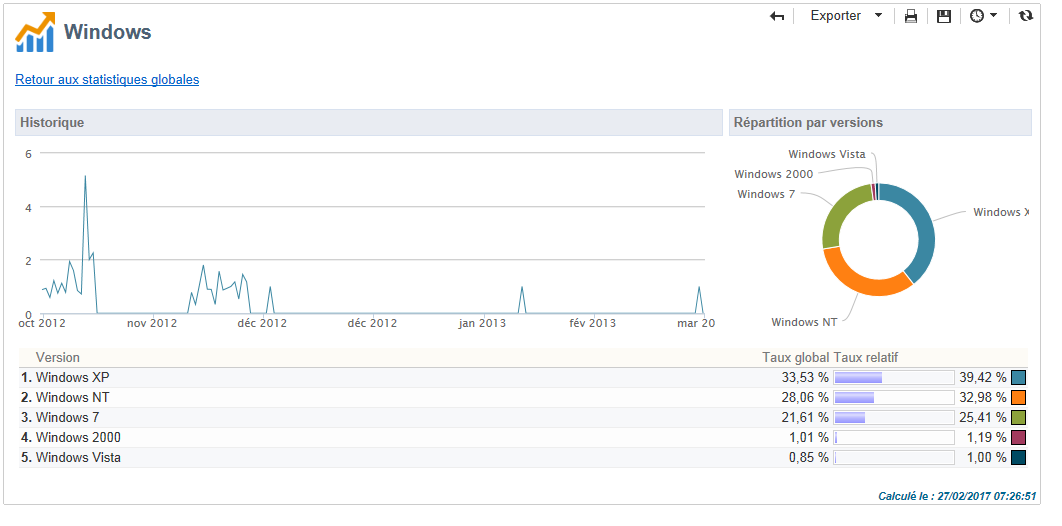 Exporter
Windows
Retour aux statistiques globales
Historique
6
4
2
0
oct 2012 nov 2012 déc 2012 déc 2012 jan 2013 fév 2013 mar 20
Répartition par versions
Windows Vista
Windows 2000
Windows 7
Windows X
Windows NT
Version Taux global Taux relatif
1. Windows XP 33,53 % 39,42 %
2. Windows NT 28,06 % 32,98 %
3. Windows 7 21,61 % 25,41 %
4. Windows 2000 1,01 % 1,19 %
5. Windows Vista 0,85 % 1,00 %
Calculé le : 27/02/2017 07:26:51